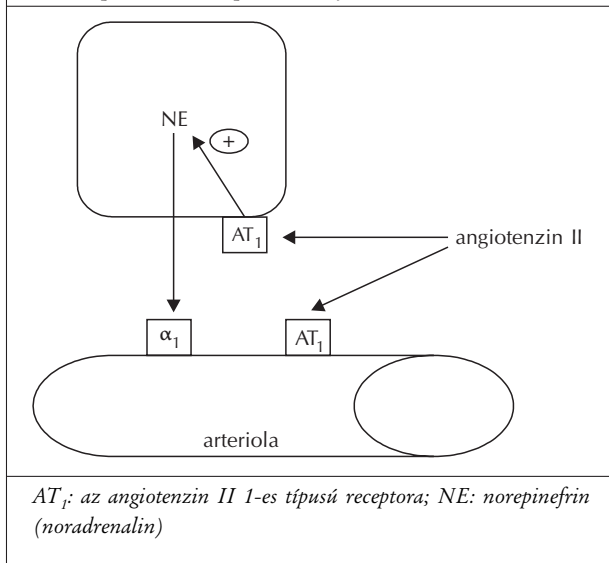 NE
+
AT₁
angiotenzin II
α₁
AT₁
arteriola
AT₁: az angiotenzin II 1-es típusú receptora; NE: norepinefrin
(noradrenalin)